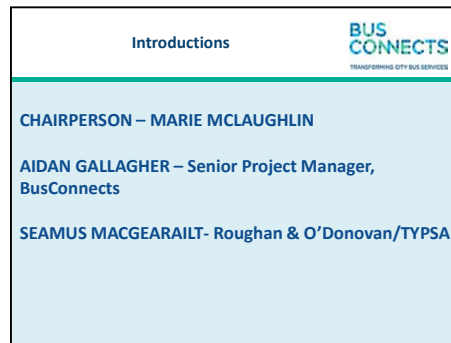 Introductions
BUS
CONNECTS
TRANSFORMING CITY BUS SERVICES
CHAIRPERSON – MARIE MCLAUGHLIN
AIDAN GALLAGHER – Senior Project Manager,
BusConnects
SEAMUS MACGEARAILT- Roughan & O’Donovan/TYPSA